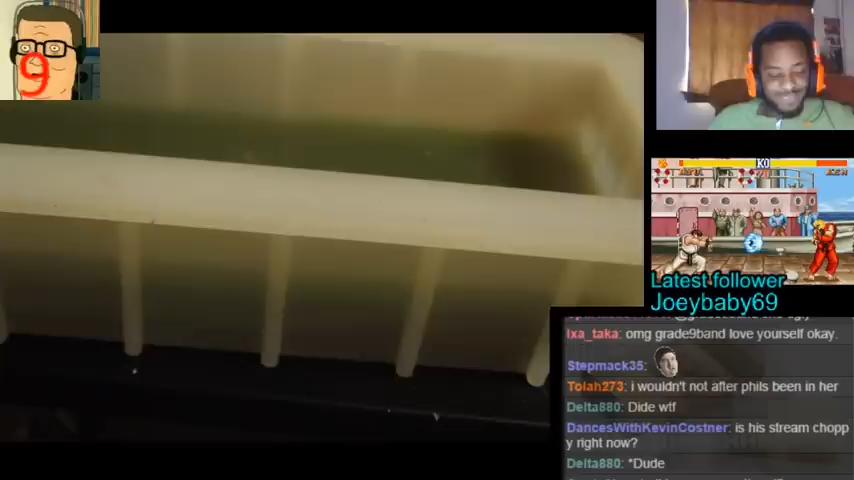 9
KO
KEN
Latest follower
Joeybaby69
lxa_taka: omg grade9band love yourself okay.
Stepmack35:
Tolah273: i wouldn't not after phils been in her
Delta880: Dide wtf
DancesWithKevinCostner: is his stream chopp
y right now?
Delta880: *Dude